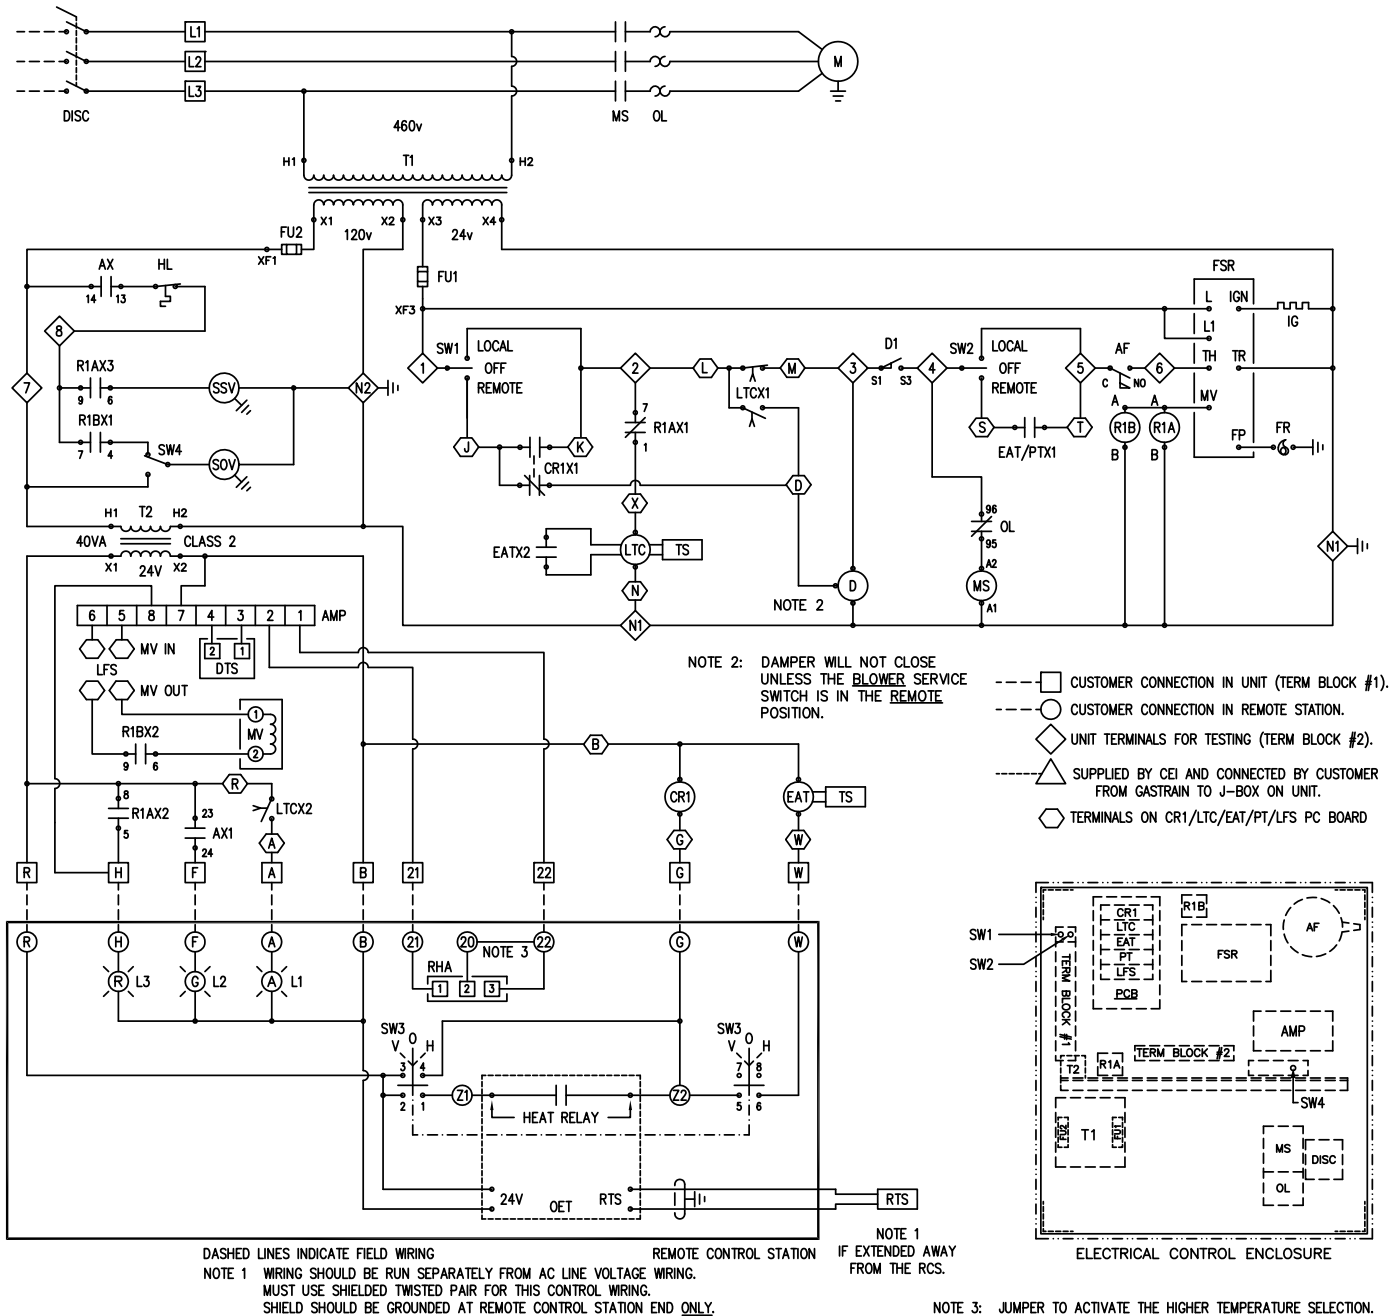 L1
L2
L3
M
DISC
MS OL
460v
H1 T1 H2
X1 X2 X3 X4
FU2 120v 24v
XF1
FU1
XF3
FSR
AX HL
14 13
8
L IGN
IG
L1
SW1 LOCAL
OFF
REMOTE
D1
SW2 LOCAL
OFF
REMOTE
AF
TH TR
R1AX3
7 9 6 SSV N2
1 2 L M 3 S1 S3 4 5 C NO 6
LTCX1
MV
R1BX1
7 4
SW4
SOV
7
R1AX1
1
A A
R1B R1A
B B
FP FR
J K
CR1X1
S T
EAT/PTX1
D
X
H1 T2 H2
40VA CLASS 2
X1 24V X2
96
OL
95
EATX2
LTC TS
N1
A2
MS
A1
N
D
NOTE 2
N1
6 5 8 7 4 3 2 1 AMP
MV IN
2 1
LFS
DTS
MV OUT
1
MV
2
R1BX2
9 6
NOTE 2: DAMPER WILL NOT CLOSE
UNLESS THE BLOWER SERVICE
SWITCH IS IN THE REMOTE
POSITION.
CUSTOMER CONNECTION IN UNIT (TERM BLOCK #1).
CUSTOMER CONNECTION IN REMOTE STATION.
UNIT TERMINALS FOR TESTING (TERM BLOCK #2).
SUPPLIED BY CEI AND CONNECTED BY CUSTOMER
FROM GASTRAIN TO J-BOX ON UNIT.
TERMINALS ON CR1/LTC/EAT/PT/LFS PC BOARD
B
R
8
R1AX2
5
23
AX1
24
LTCX2
A
CR1
EAT TS
G W
R H F A B 21 22 G W
R H F A B 21 20 22 G W
NOTE 3
R L3 G L2 A L1
RHA
1 2 3
SW3
V O H
3 4
2 1
SW3
V O H
7 8
5 6
Z1 Z2
HEAT RELAY
24V RTS
OET
RTS
NOTE 1
IF EXTENDED AWAY
FROM THE RCS.
DASHED LINES INDICATE FIELD WIRING
REMOTE CONTROL STATION
NOTE 1 WIRING SHOULD BE RUN SEPARATELY FROM AC LINE VOLTAGE WIRING.
MUST USE SHIELDED TWISTED PAIR FOR THIS CONTROL WIRING.
SHIELD SHOULD BE GROUNDED AT REMOTE CONTROL STATION END ONLY.
SW1
SW2
TERM BLOCK #1
CR1
LTC
EAT
PT
LFS
PCB
R1B
FSR
AF
AMP
T2
R1A
TERM BLOCK #2
SW4
FU2
T1
FU1
MS
DISC
OL
ELECTRICAL CONTROL ENCLOSURE
NOTE 3: JUMPER TO ACTIVATE THE HIGHER TEMPERATURE SELECTION.